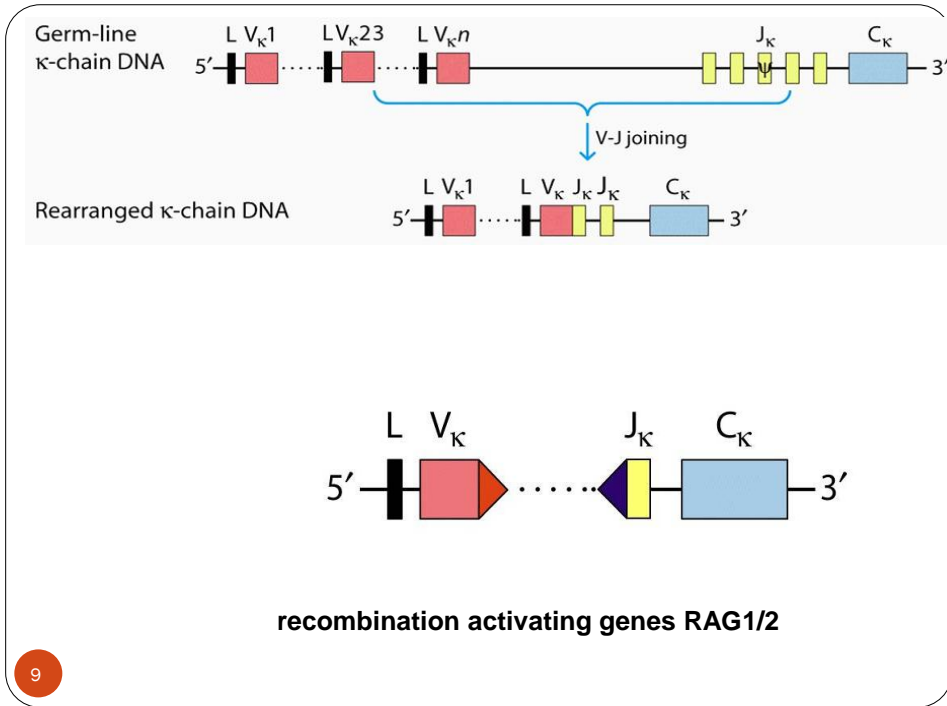 Germ-line
κ-chain DNA
L Vκ1 L Vκ23 L Vκn Jκ Cκ
5′ ψ 3′
V-J joining
L Vκ1 L Vκ Jκ Jκ Cκ
Rearranged κ-chain DNA
5′ 3′
L Vκ Jκ Cκ
5′ 3′
recombination activating genes RAG1/2
9